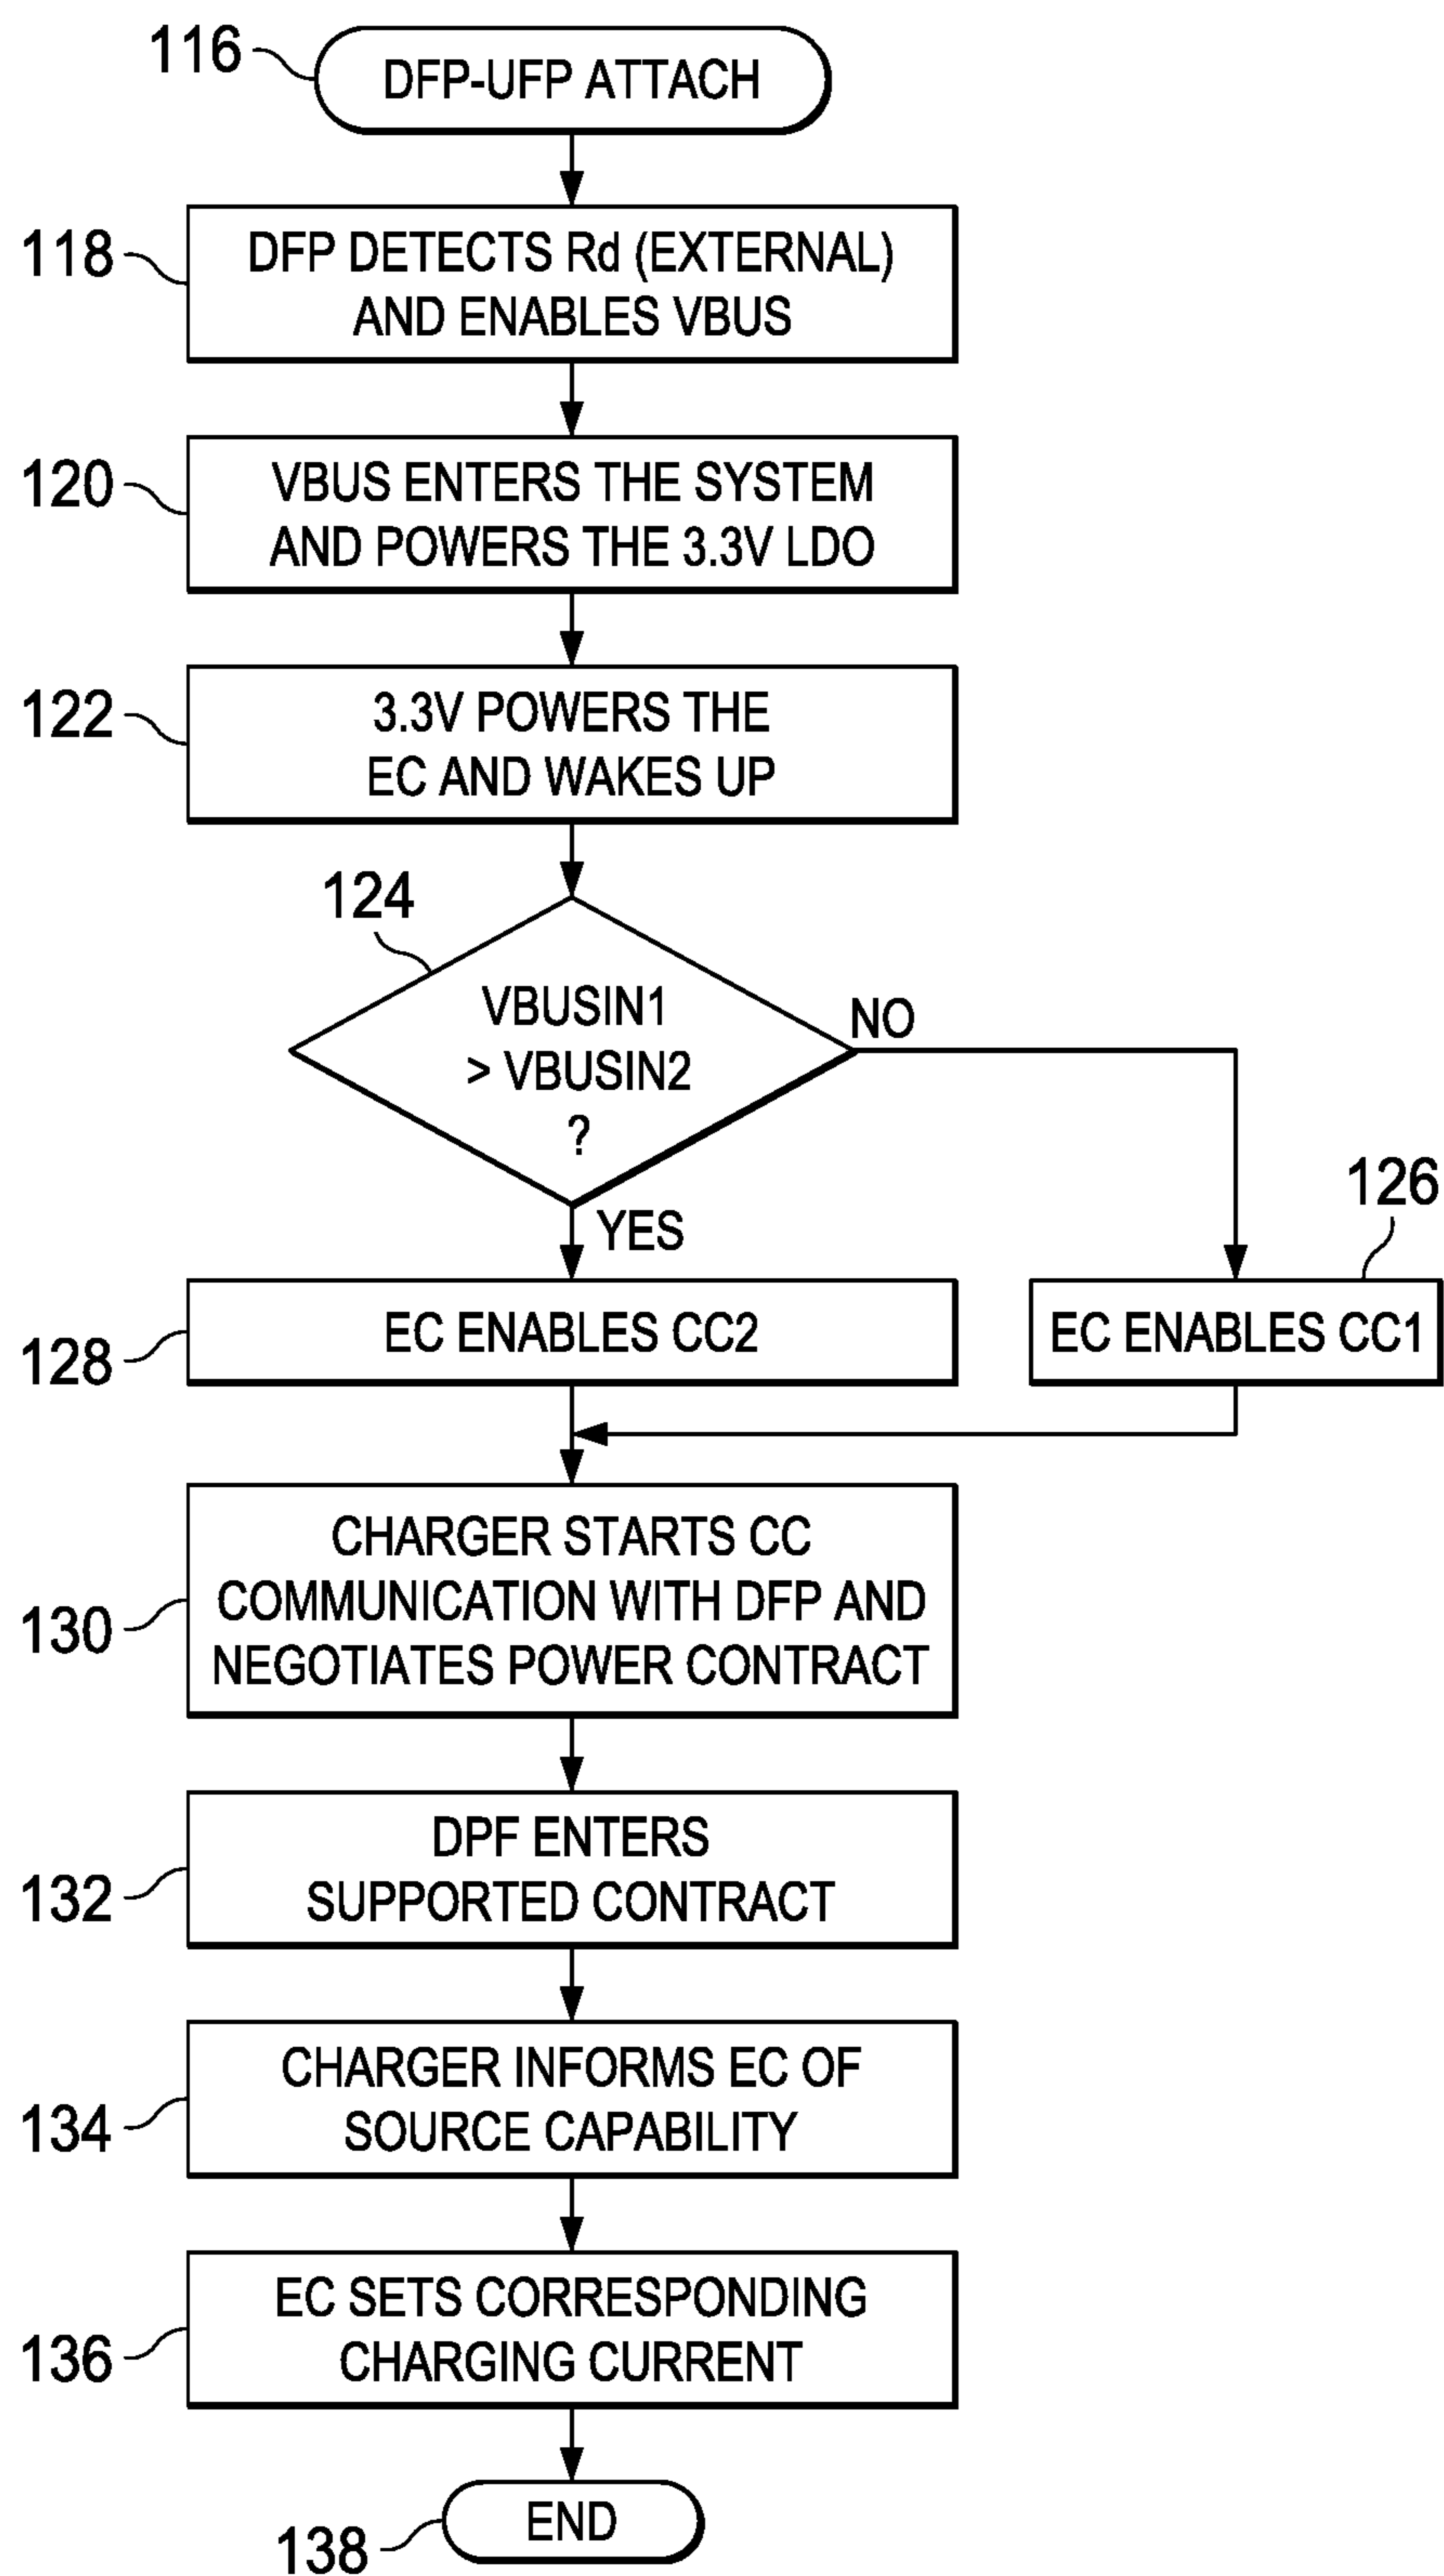 116
DFP-UFP ATTACH
118
DFP DETECTS Rd (EXTERNAL)
AND ENABLES VBUS
120
VBUS ENTERS THE SYSTEM
AND POWERS THE 3.3V LDO
122
3.3V POWERS THE
EC AND WAKES UP
124
VBUSIN1
> VBUSIN2
?
NO
YES
126
EC ENABLES CC1
128
EC ENABLES CC2
130
CHARGER STARTS CC
COMMUNICATION WITH DFP AND
NEGOTIATES POWER CONTRACT
132
DPF ENTERS
SUPPORTED CONTRACT
134
CHARGER INFORMS EC OF
SOURCE CAPABILITY
136
EC SETS CORRESPONDING
CHARGING CURRENT
138
END